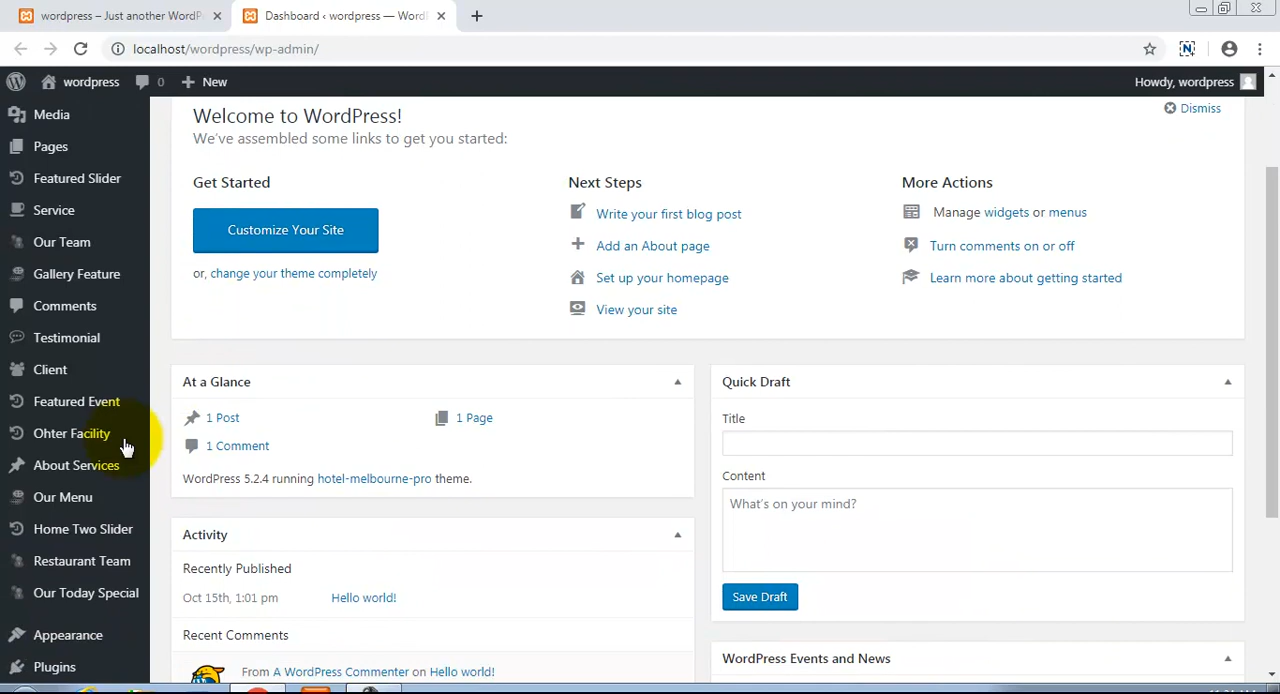 wordpress – Just another WordP
Dashboard ‹ wordpress — Word
localhost/wordpress/wp-admin/
wordpress
0
New
Howdy, wordpress
Media
Pages
Featured Slider
Service
Our Team
Gallery Feature
Comments
Testimonial
Client
Featured Event
Ohter Facility
About Services
Our Menu
Home Two Slider
Restaurant Team
Our Today Special
Appearance
Plugins
Welcome to WordPress!
Dismiss
We've assembled some links to get you started:
Get Started
Customize Your Site
or, change your theme completely
Next Steps
Write your first blog post
Add an About page
Set up your homepage
View your site
More Actions
Manage widgets or menus
Turn comments on or off
Learn more about getting started
At a Glance
1 Post
1 Page
1 Comment
WordPress 5.2.4 running hotel-melbourne-pro theme.
Activity
Recently Published
Oct 15th, 1:01 pm
Hello world!
Recent Comments
From A WordPress Commenter on Hello world!
Quick Draft
Title
Content
What's on your mind?
Save Draft
WordPress Events and News